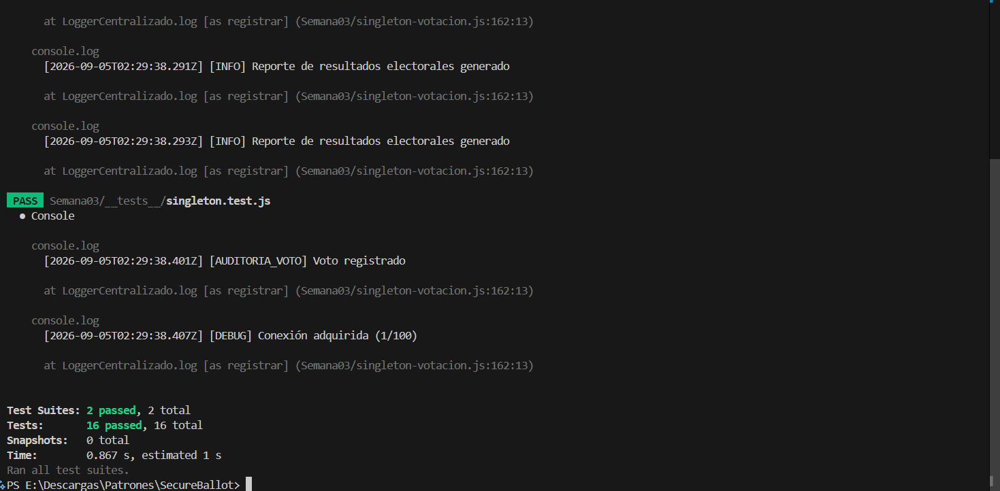 at LoggerCentralizado.log [as registrar] (Semana03/singleton-votacion.js:162:13)
console.log
[2026-09-05T02:29:38.291Z] [INFO] Reporte de resultados electorales generado
at LoggerCentralizado.log [as registrar] (Semana03/singleton-votacion.js:162:13)
console.log
[2026-09-05T02:29:38.293Z] [INFO] Reporte de resultados electorales generado
at LoggerCentralizado.log [as registrar] (Semana03/singleton-votacion.js:162:13)
PASS Semana03/__tests__/singleton.test.js
● Console
console.log
[2026-09-05T02:29:38.401Z] [AUDITORIA_VOTO] Voto registrado
at LoggerCentralizado.log [as registrar] (Semana03/singleton-votacion.js:162:13)
console.log
[2026-09-05T02:29:38.407Z] [DEBUG] Conexión adquirida (1/100)
at LoggerCentralizado.log [as registrar] (Semana03/singleton-votacion.js:162:13)
Test Suites: 2 passed, 2 total
Tests: 16 passed, 16 total
Snapshots: 0 total
Time: 0.867 s, estimated 1 s
Ran all test suites.
PS E:\Descargas\Patrones\SecureBallot>